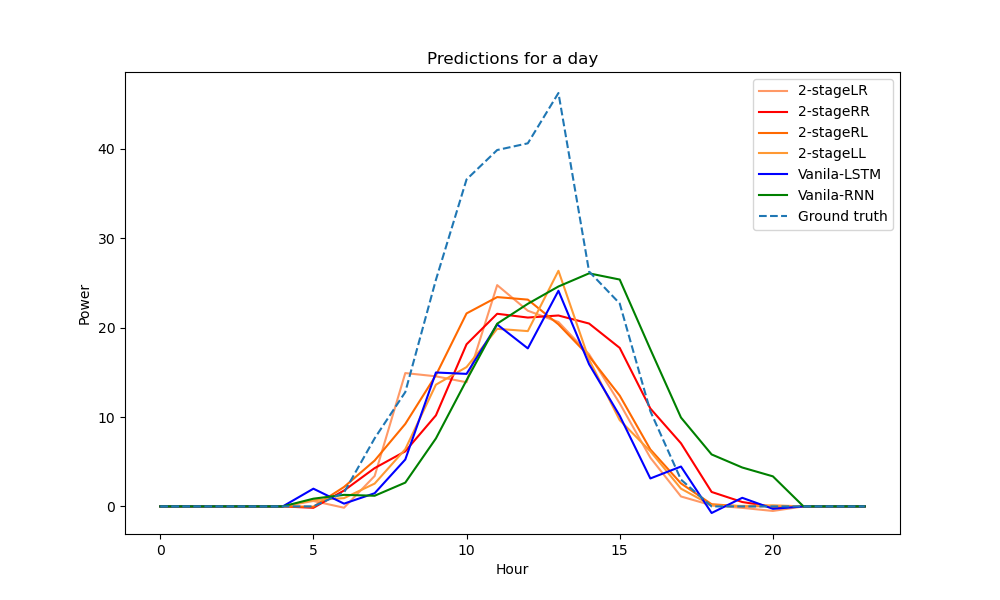 Predictions for a day
2-stageLR
2-stageRR
2-stageRL
2-stageLL
Vanila-LSTM
Vanila-RNN
Ground truth
Power
40
30
20
10
0
0 5 10 15 20
Hour